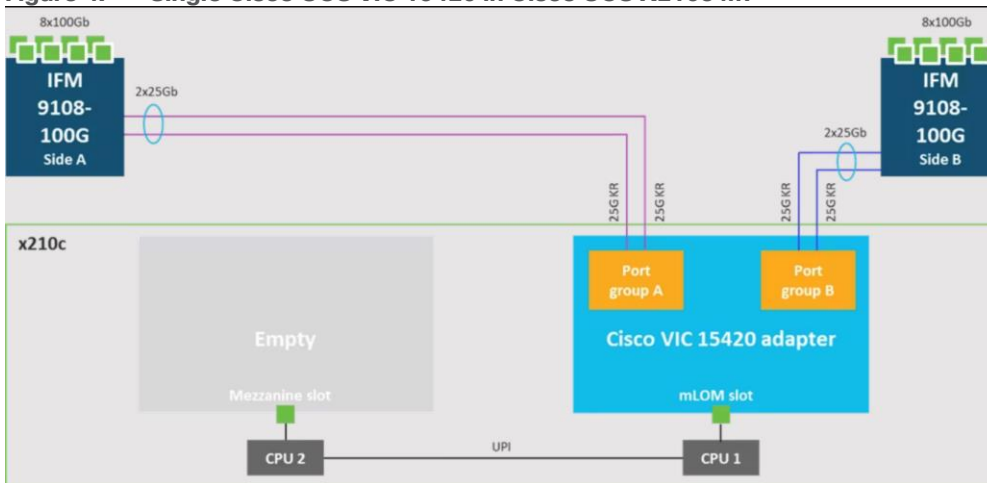 8x100Gb
IFM
9108-
100G
Side A
2x25Gb
8x100Gb
IFM
9108-
100G
Side B
2x25Gb
25G KR
25G KR
25G KR
25G KR
x210c
Empty
Mezzanine slot
Port
group A
Port
group B
Cisco VIC 15420 adapter
mLOM slot
CPU 2
UPI
CPU 1